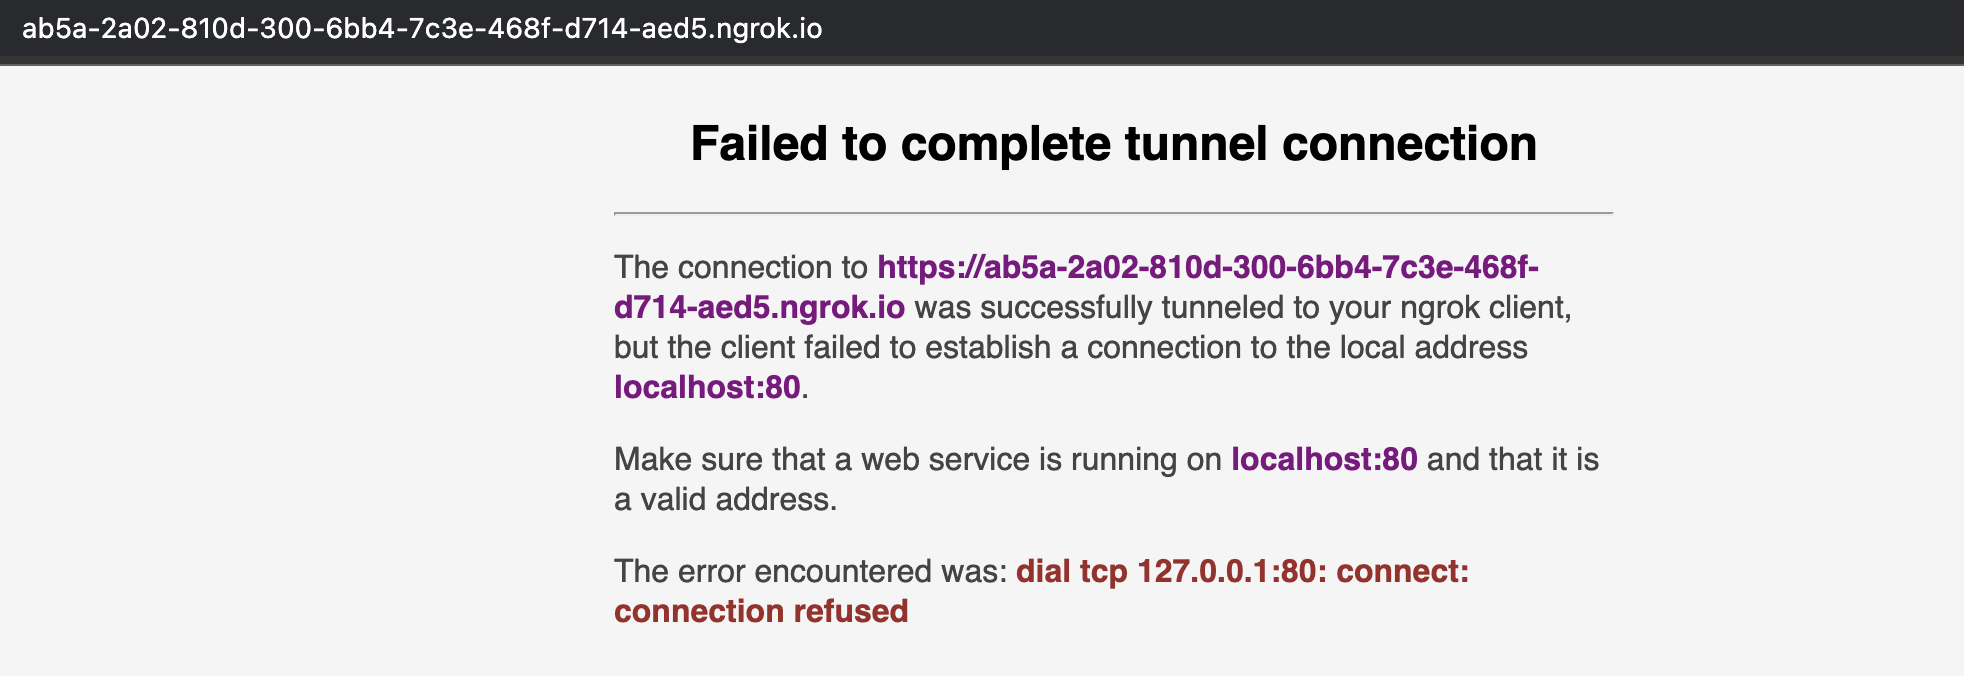 ab5a-2a02-810d-300-6bb4-7c3e-468f-d714-aed5.ngrok.io
Failed to complete tunnel connection
The connection to https://ab5a-2a02-810d-300-6bb4-7c3e-468f-
d714-aed5.ngrok.io was successfully tunneled to your ngrok client,
but the client failed to establish a connection to the local address
localhost:80.
Make sure that a web service is running on localhost:80 and that it is
a valid address.
The error encountered was: dial tcp 127.0.0.1:80: connect:
connection refused